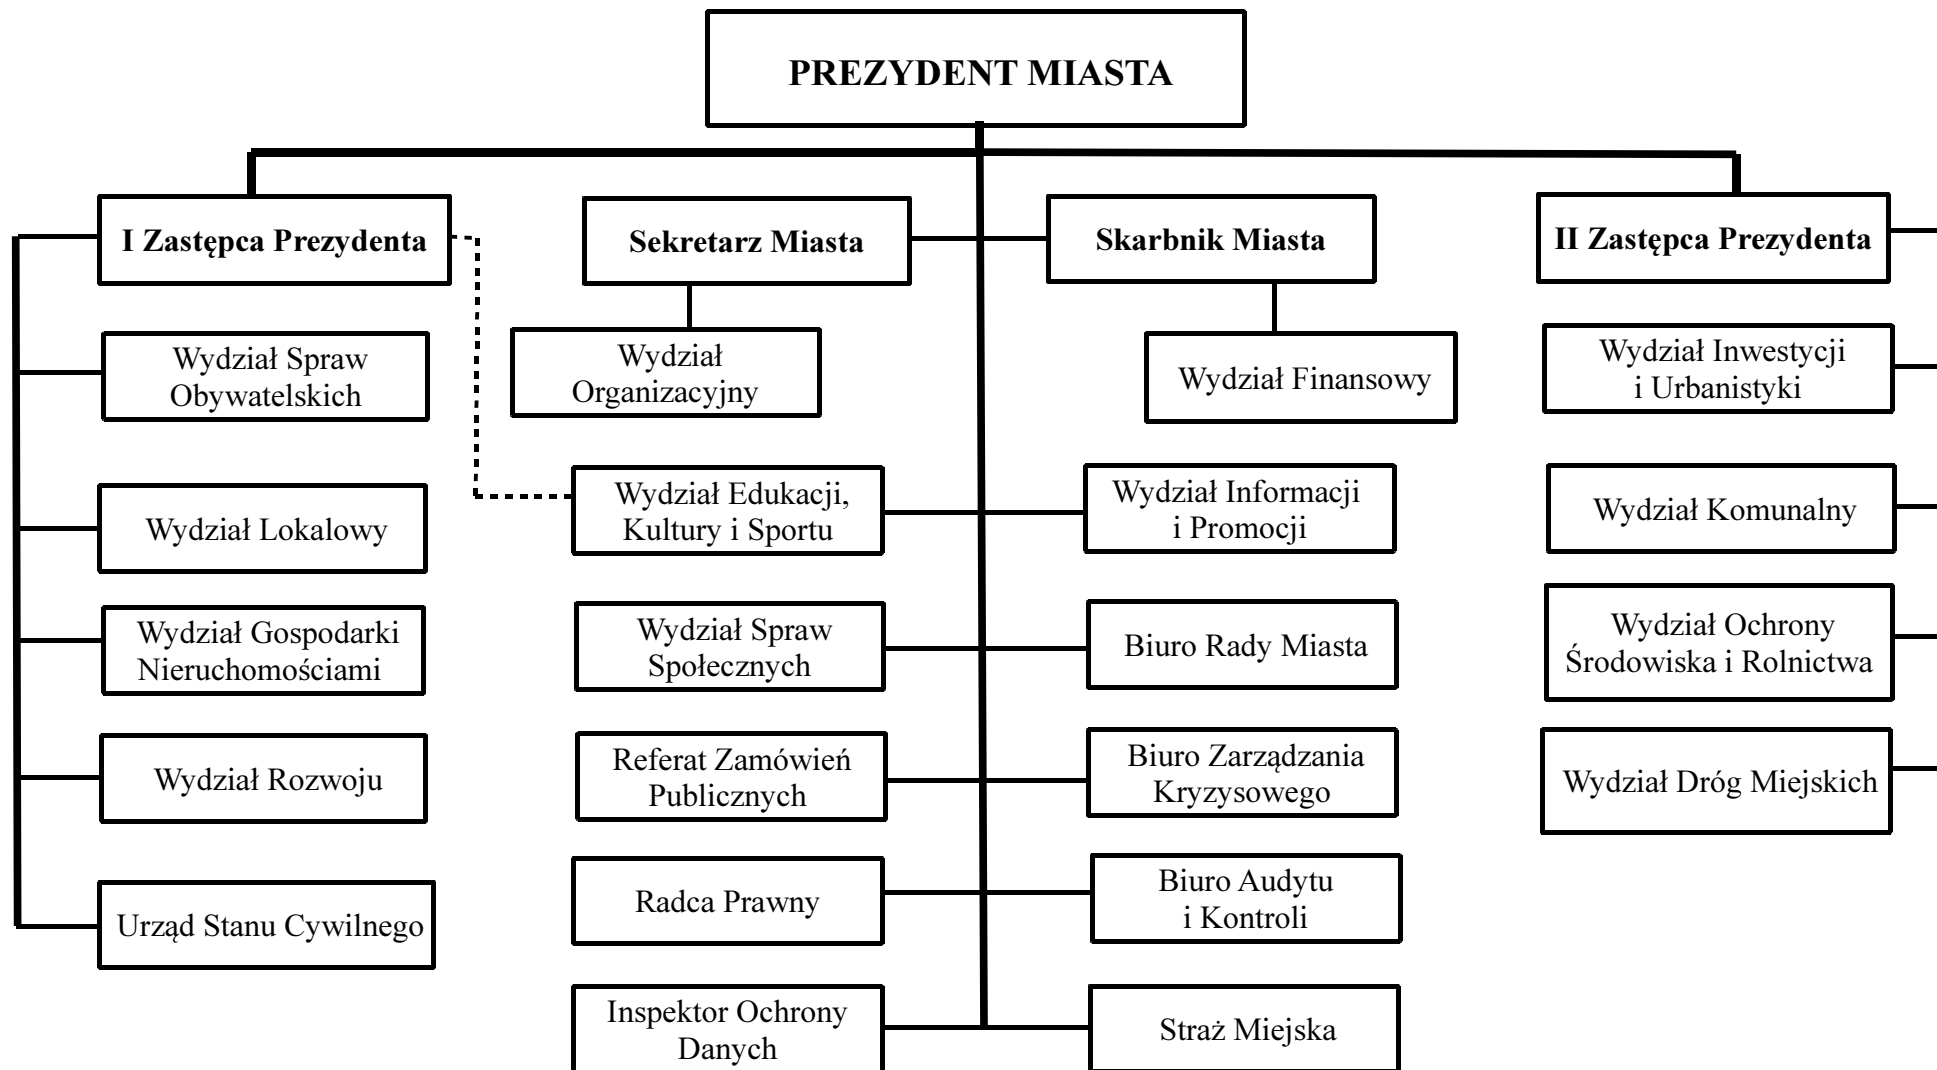 PREZYDENT MIASTA
I Zastępca Prezydenta
Sekretarz Miasta
Skarbnik Miasta
II Zastępca Prezydenta
Wydział Spraw
Obywatelskich
Wydział
Organizacyjny
Wydział Finansowy
Wydział Inwestycji
i Urbanistyki
Wydział Lokalowy
Wydział Edukacji,
Kultury i Sportu
Wydział Informacji
i Promocji
Wydział Komunalny
Wydział Gospodarki
Nieruchomościami
Wydział Spraw
Społecznych
Biuro Rady Miasta
Wydział Ochrony
Środowiska i Rolnictwa
Wydział Rozwoju
Referat Zamówień
Publicznych
Biuro Zarządzania
Kryzysowego
Wydział Dróg Miejskich
Urząd Stanu Cywilnego
Radca Prawny
Biuro Audytu
i Kontroli
Inspektor Ochrony
Danych
Straż Miejska